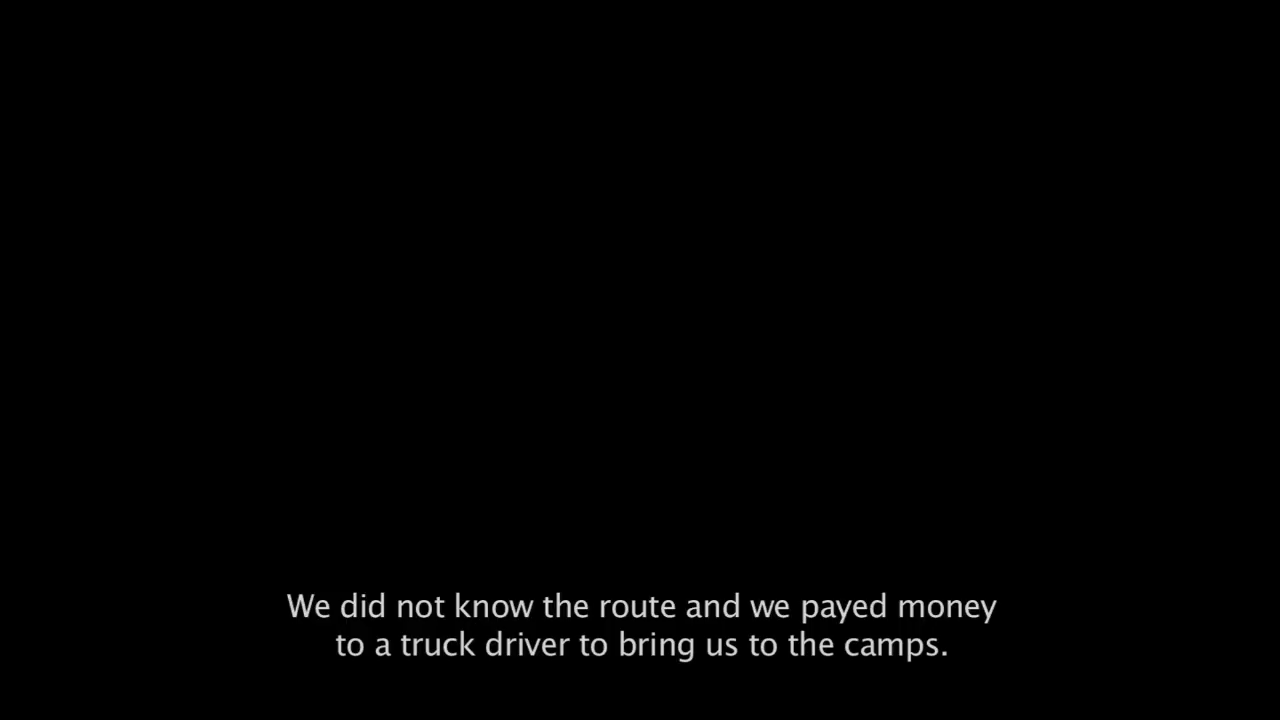 We did not know the route and we payed money
to a truck driver to bring us to the camps.